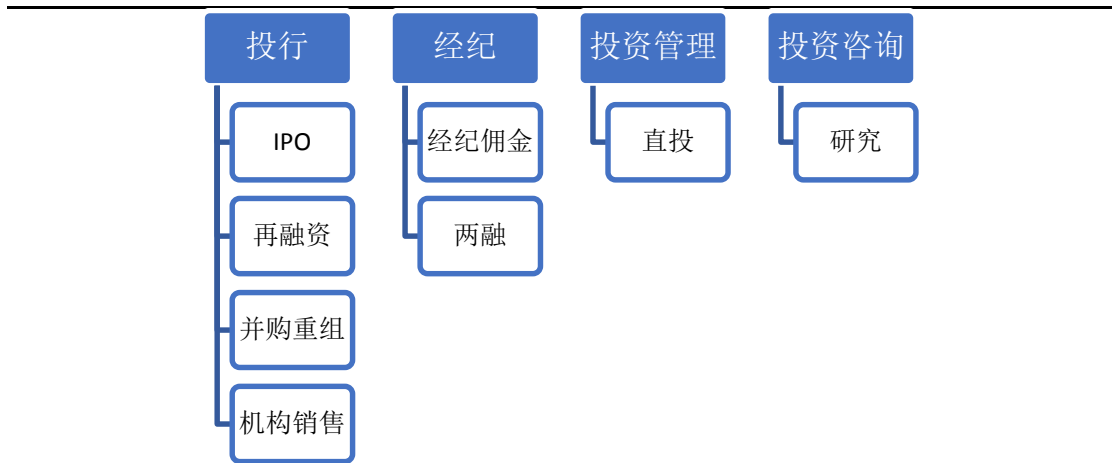 投行
IPO
再融资
并购重组
机构销售
经纪
经纪佣金
两融
投资管理
直投
投资咨询
研究